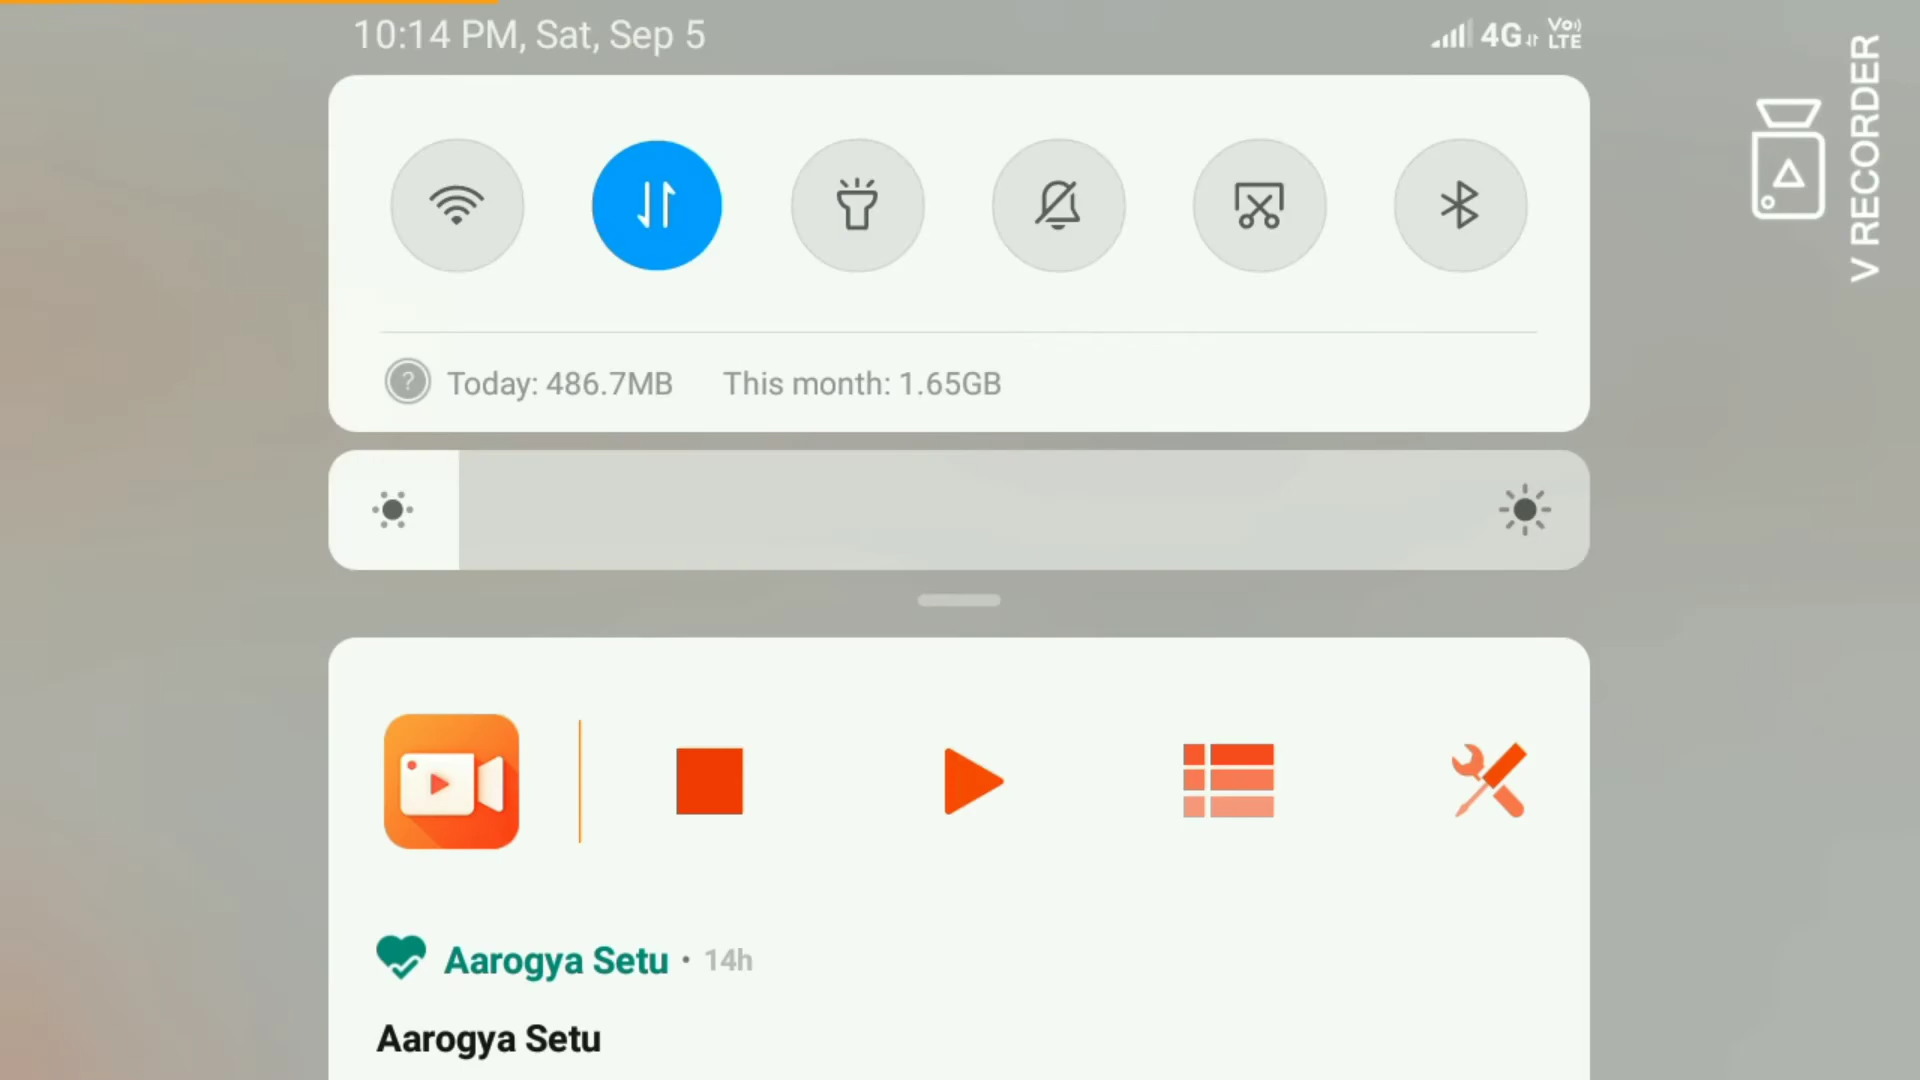 10:14 PM, Sat, Sep 5
4G
Vo)
LTE
V RECORDER
Today: 486.7MB
This month: 1.65GB
Aarogya Setu • 14h
Aarogya Setu